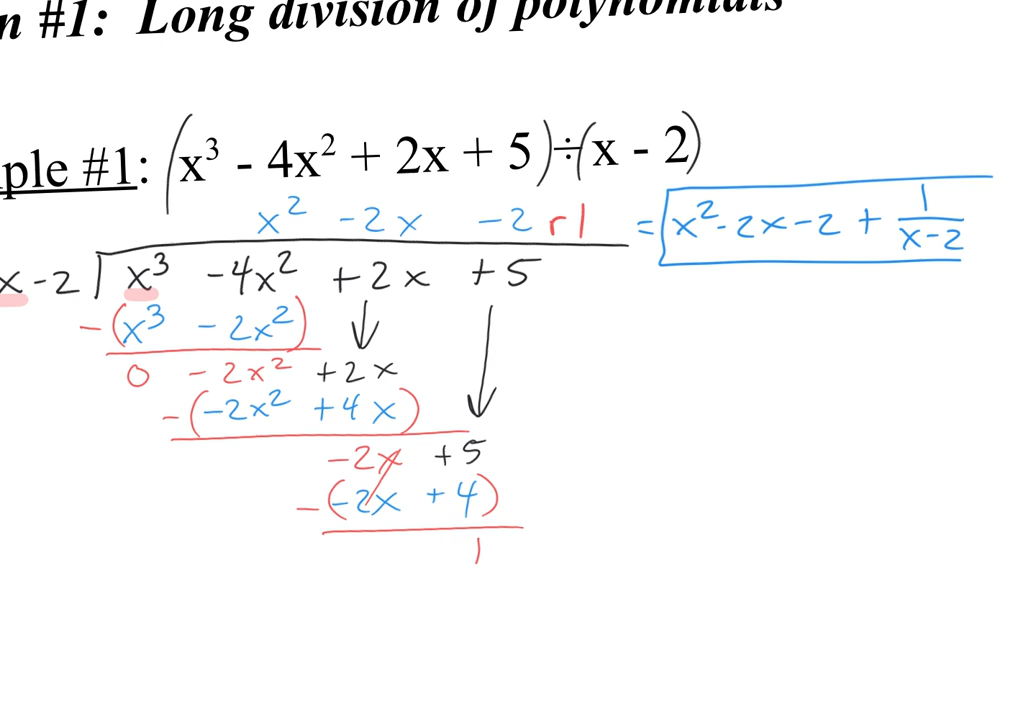 n #1: Long division of polynomials
ple #1: (x³ - 4x² + 2x + 5) ÷ (x - 2)
x² - 2x - 2 r1 = x² - 2x - 2 + 1/(x - 2)
x - 2 ) x³ - 4x² + 2x + 5
- (x³ - 2x²)
0 - 2x² + 2x
- (-2x² + 4x)
-2x + 5
- (-2x + 4)
1